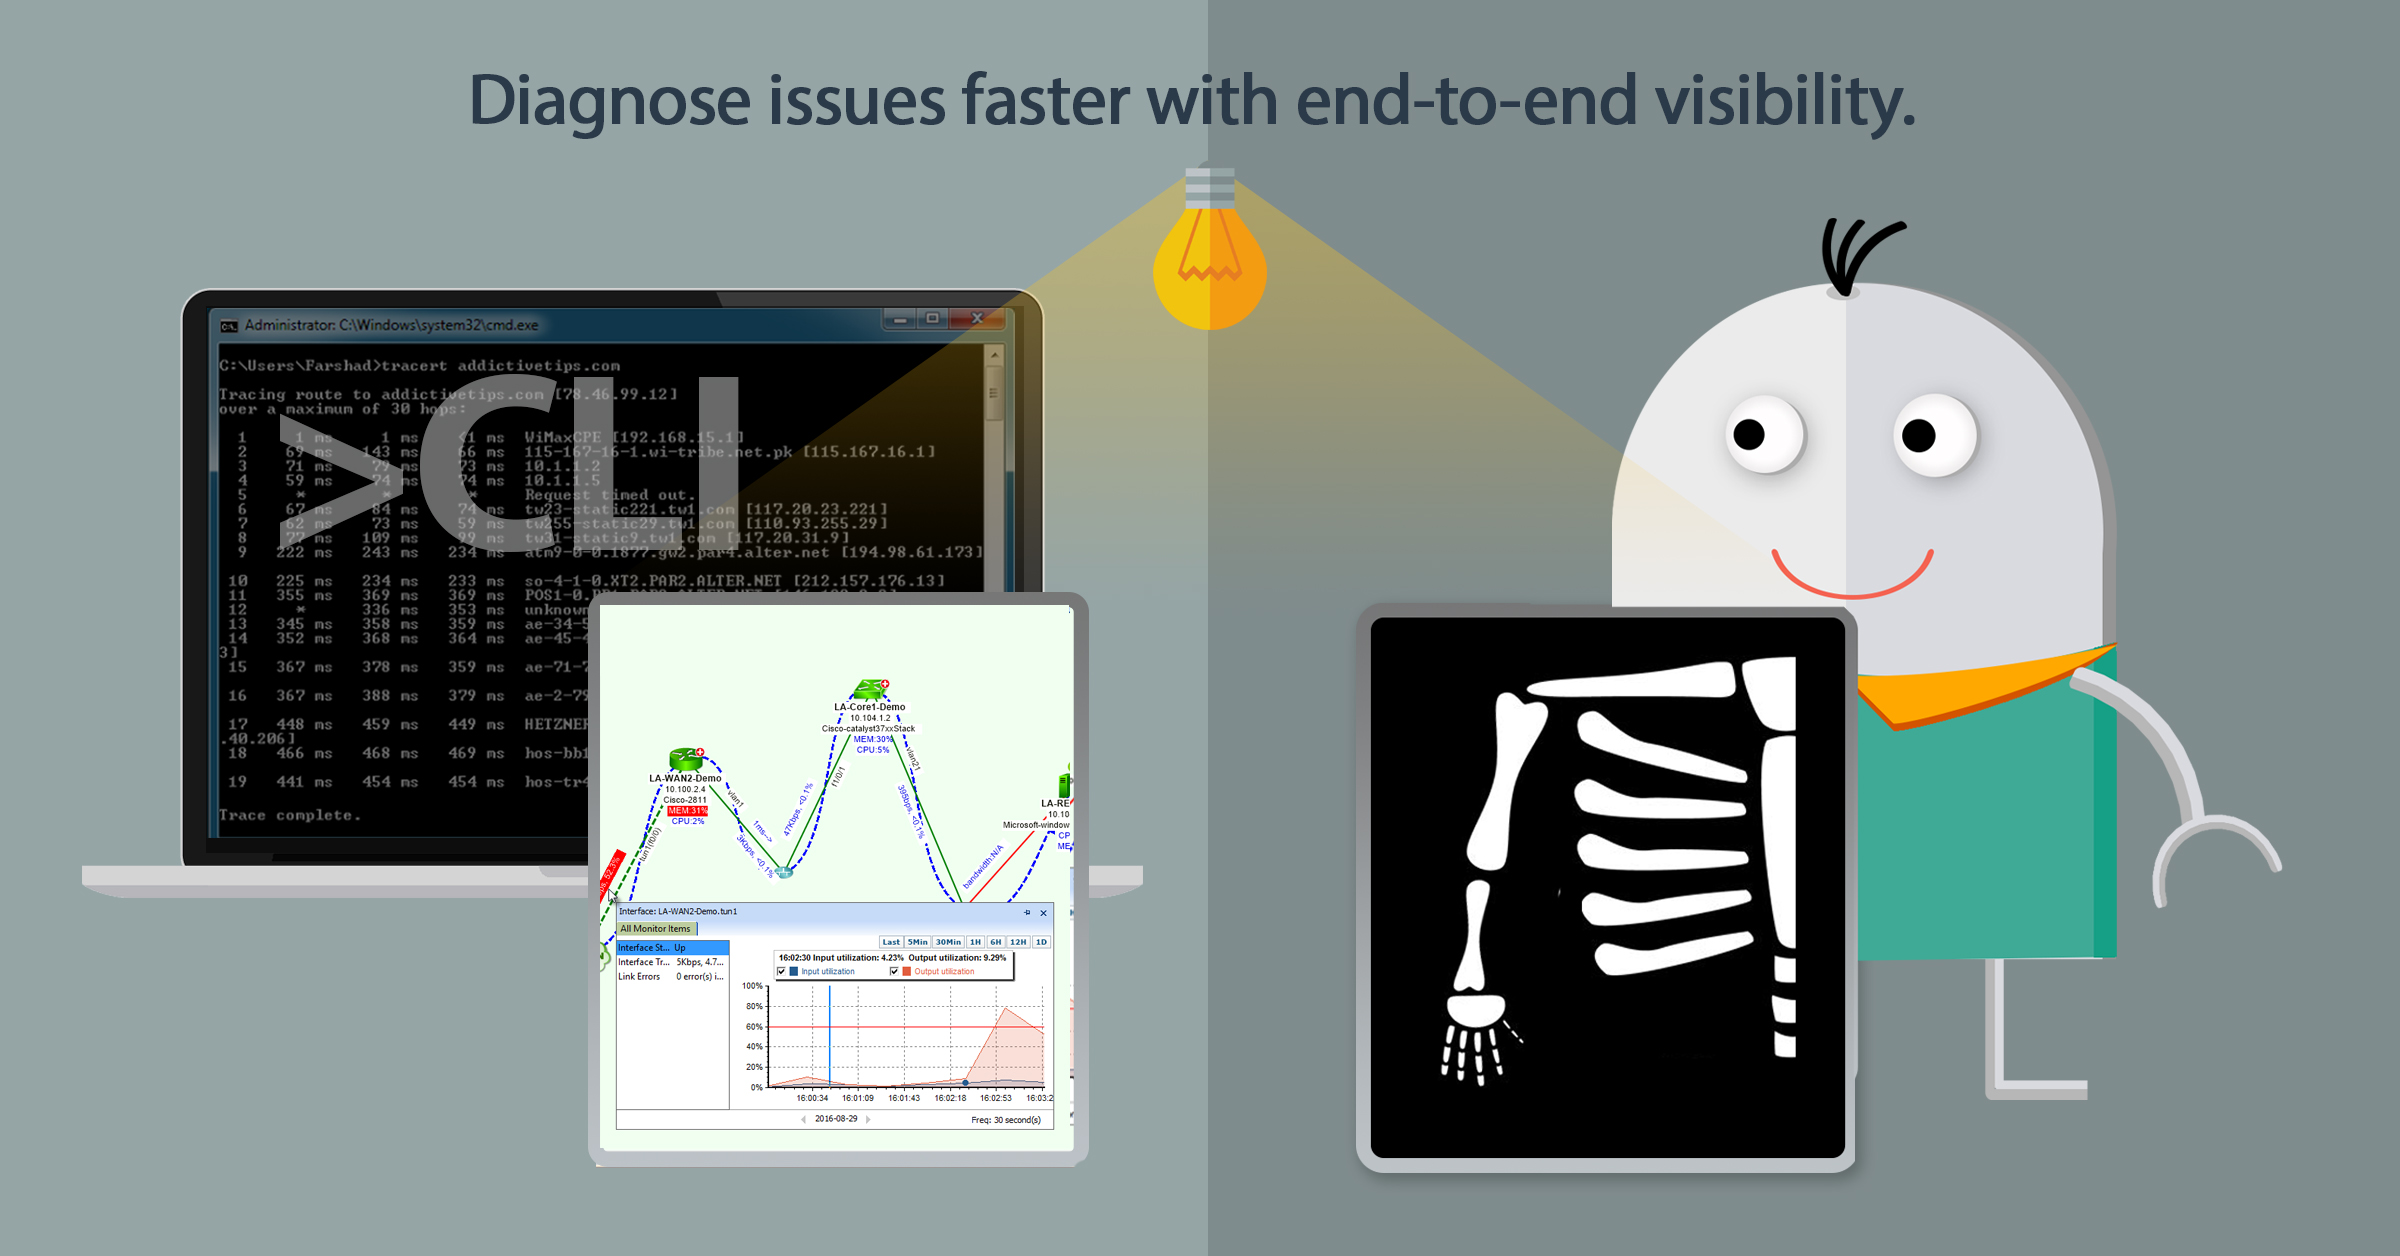 Diagnose issues faster with end-to-end visibility.
Administrator: C:\Windows\system32\cmd.exe
C:\Users\Farshad>tracert addictivetips.com
Tracing route to addictivetips.com [78.46.99.12]
over a maximum of 30 hops:
>CLI
1 1 ms 1 ms <1 ms WiMaxCPE [192.168.15.1]
2 69 ms 143 ms 66 ms 115-167-16-1.wi-tribe.net.pk [115.167.16.1]
3 71 ms 79 ms 73 ms 10.1.1.2
4 59 ms 74 ms 74 ms 10.1.1.5
5 * * * Request timed out.
6 67 ms 84 ms 74 ms tw23-static221.tw1.com [117.20.23.221]
7 62 ms 73 ms 59 ms tw255-static29.tw1.com [110.93.255.29]
8 77 ms 109 ms 99 ms tw31-static9.tw1.com [117.20.31.9]
9 222 ms 243 ms 234 ms atm9-0-0.1877.gw2.par4.alter.net [194.98.61.173]
10 225 ms 234 ms 233 ms so-4-1-0.XT2.PAR2.ALTER.NET [212.157.176.13]
11 355 ms 369 ms 369 ms
12 * 336 ms 353 ms unknown
13 345 ms 358 ms 359 ms ae-34-5
14 352 ms 368 ms 364 ms ae-45-4
3]
15 367 ms 378 ms 359 ms ae-71-7
16 367 ms 388 ms 379 ms ae-2-79
17 448 ms 459 ms 449 ms HETZNER
.40.206]
18 466 ms 468 ms 469 ms hos-bb1
19 441 ms 454 ms 454 ms hos-tr4
Trace complete.
LA-Core1-Demo
10.104.1.2
Cisco-catalyst37xxStack
MEM:30%
CPU:5%
LA-WAN2-Demo
10.100.2.4
Cisco-2811
MEM:31%
CPU:2%
vlan1
1ms-->
3Kbps, <0.1%
47Kbps, <0.1%
f1/0/1
vlan21
395bps, <0.1%
tun1(f0/0)
52.3%
bandwidth:N/A
LA-RE
10.10
Microsoft-window
CP
ME
Interface: LA-WAN2-Demo.tun1
All Monitor Items
Last 5Min 30Min 1H 6H 12H 1D
Interface St... Up
Interface Tr... 5Kbps, 4.7...
Link Errors 0 error(s) i...
16:02:30 Input utilization: 4.23% Output utilization: 9.29%
Input utilization Output utilization
100%
80%
60%
40%
20%
0%
16:00:34 16:01:09 16:01:43 16:02:18 16:02:53 16:03:2
2016-08-29
Freq: 30 second(s)